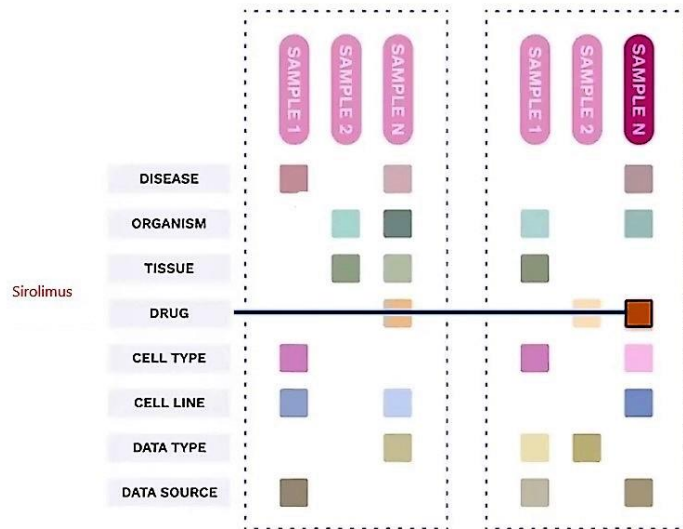 SAMPLE 1
SAMPLE 2
SAMPLE N
SAMPLE 1
SAMPLE 2
SAMPLE N
DISEASE
ORGANISM
TISSUE
Sirolimus
DRUG
CELL TYPE
CELL LINE
DATA TYPE
DATA SOURCE